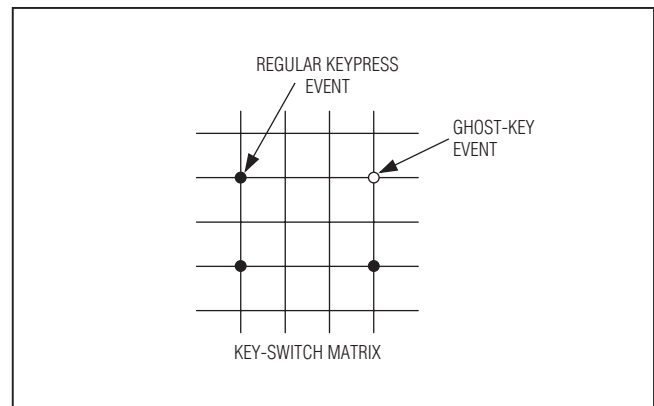 REGULAR KEYPRESS
EVENT
GHOST-KEY
EVENT
KEY-SWITCH MATRIX